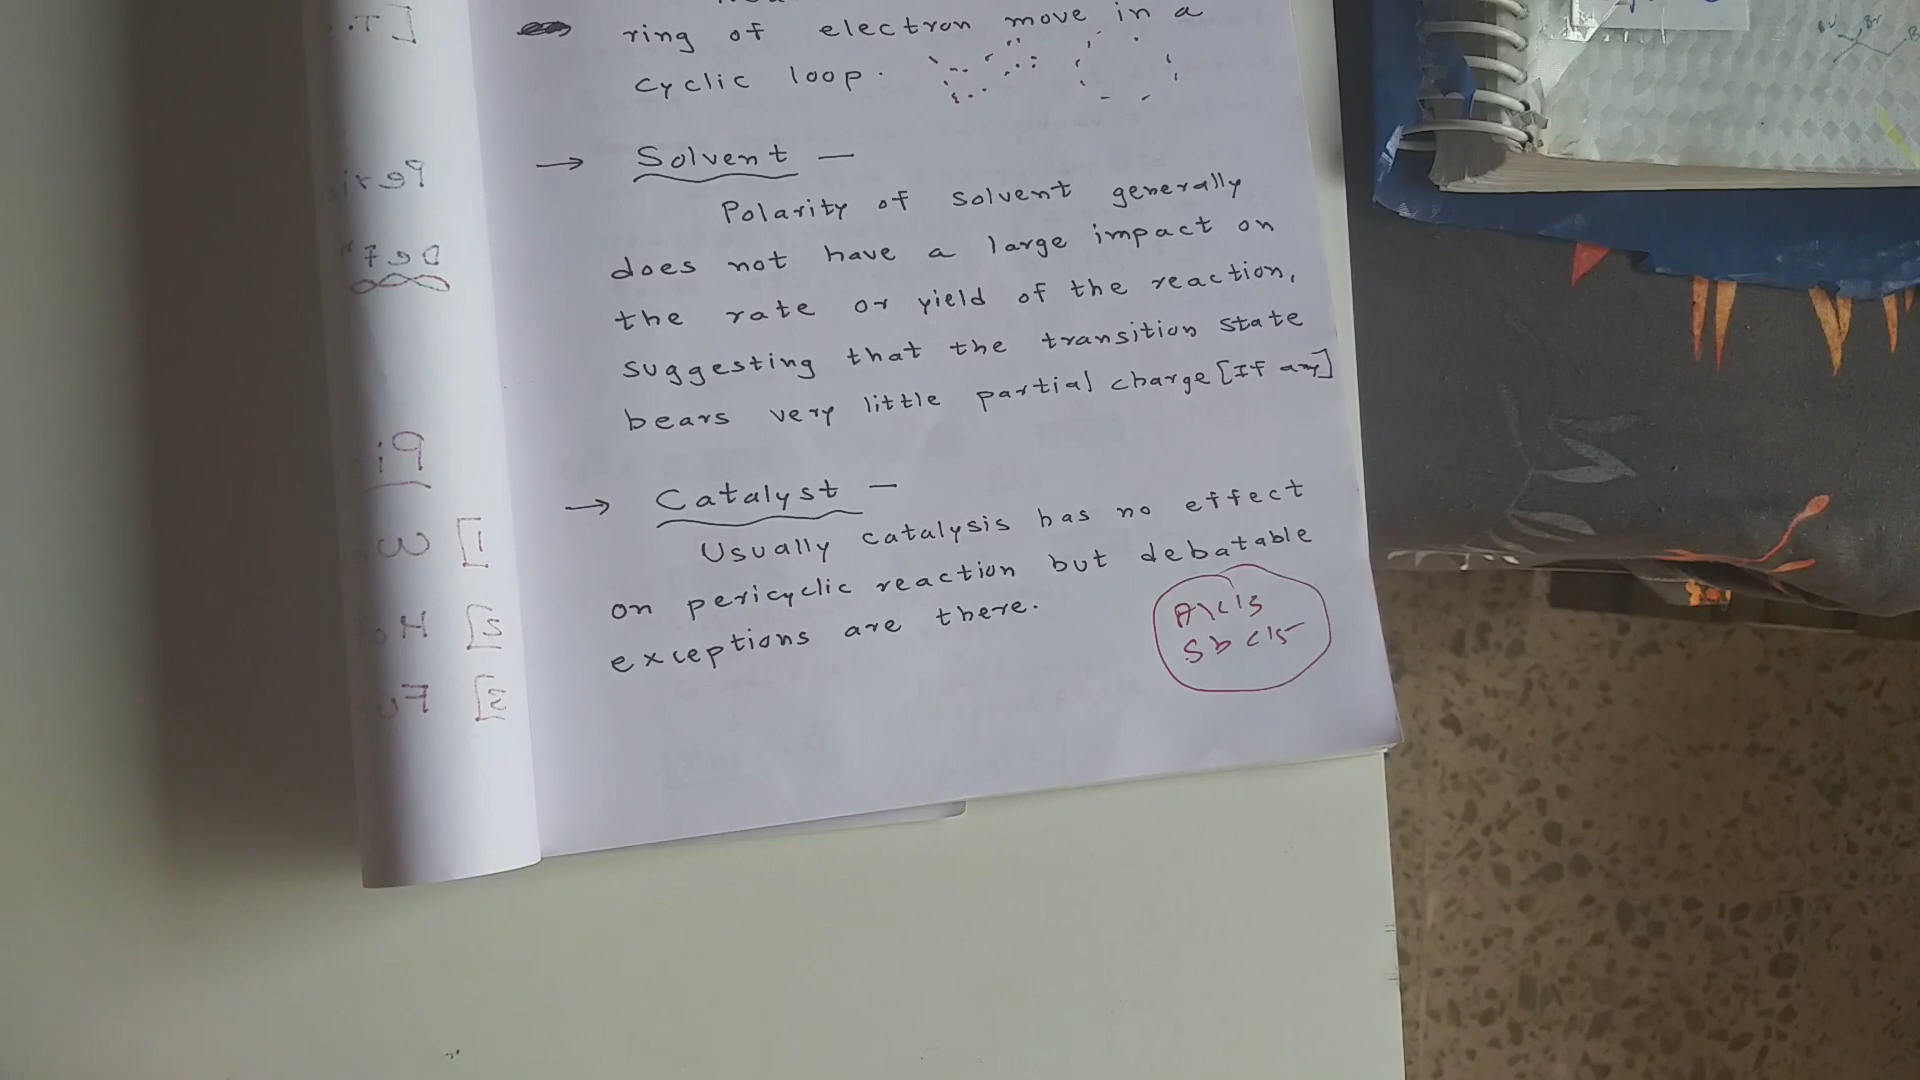 ring of electron move in a
cyclic loop.
→ Solvent —
Polarity of solvent generally
does not have a large impact on
the rate or yield of the reaction,
suggesting that the transition state
bears very little partial charge [If any]
→ Catalyst —
Usually catalysis has no effect
on pericyclic reaction but debatable
exceptions are there.
AlCl3
SbCl5